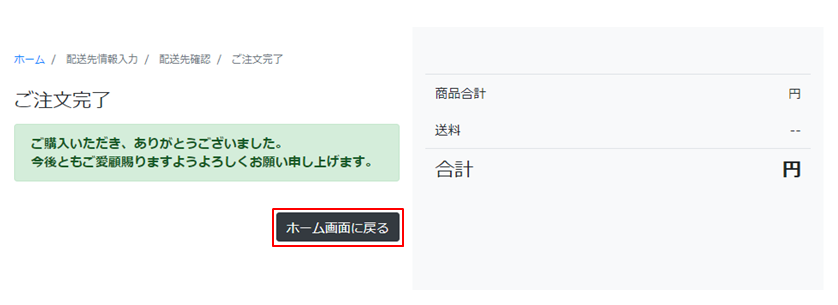 ホーム / 配送先情報入力 / 配送先確認 / ご注文完了
ご注文完了
ご購入いただき、ありがとうございました。
今後ともご愛顧賜りますようよろしくお願い申し上げます。
ホーム画面に戻る
商品合計 円
送料 --
合計 円